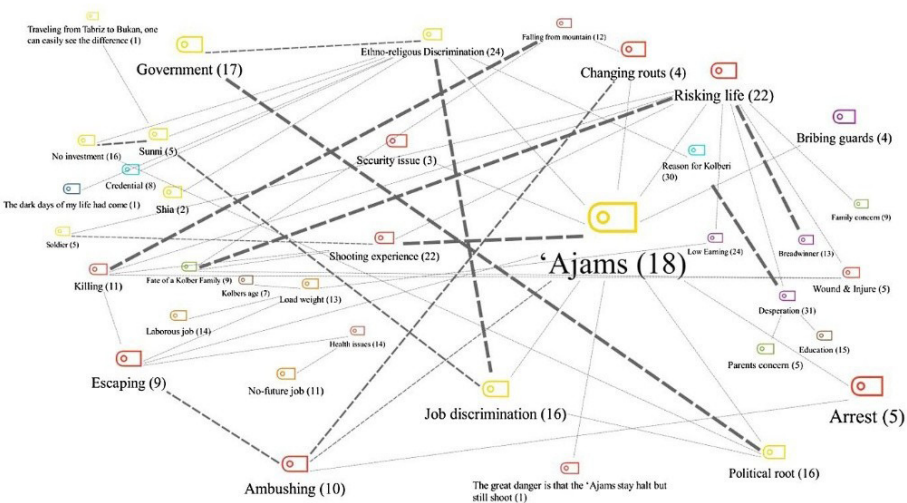 Traveling from Tabriz to Bukan, one
can easily see the difference (1)
Government (17)
Ethno-religous Discrimination (24)
Falling from mountain (12)
Changing routs (4)
Risking life (22)
Bribing guards (4)
No investment (16)
Sunni (5)
Security issue (3)
Reason for Kolberi
(30)
Credential (8)
The dark days of my life had come (1)
Shia (2)
Family concern (9)
Soldier (5)
Shooting experience (22)
‘Ajams (18)
Low Earning (24)
Breadwinner (13)
Killing (11)
Fate of a Kolber Family (9)
Wound & Injure (5)
Kolbers age (7)
Load weight (13)
Desperation (31)
Laborous job (14)
Health issues (14)
Education (15)
Parents concern (5)
Escaping (9)
No-future job (11)
Job discrimination (16)
Arrest (5)
Political root (16)
Ambushing (10)
The great danger is that the ‘Ajams stay halt but
still shoot (1)